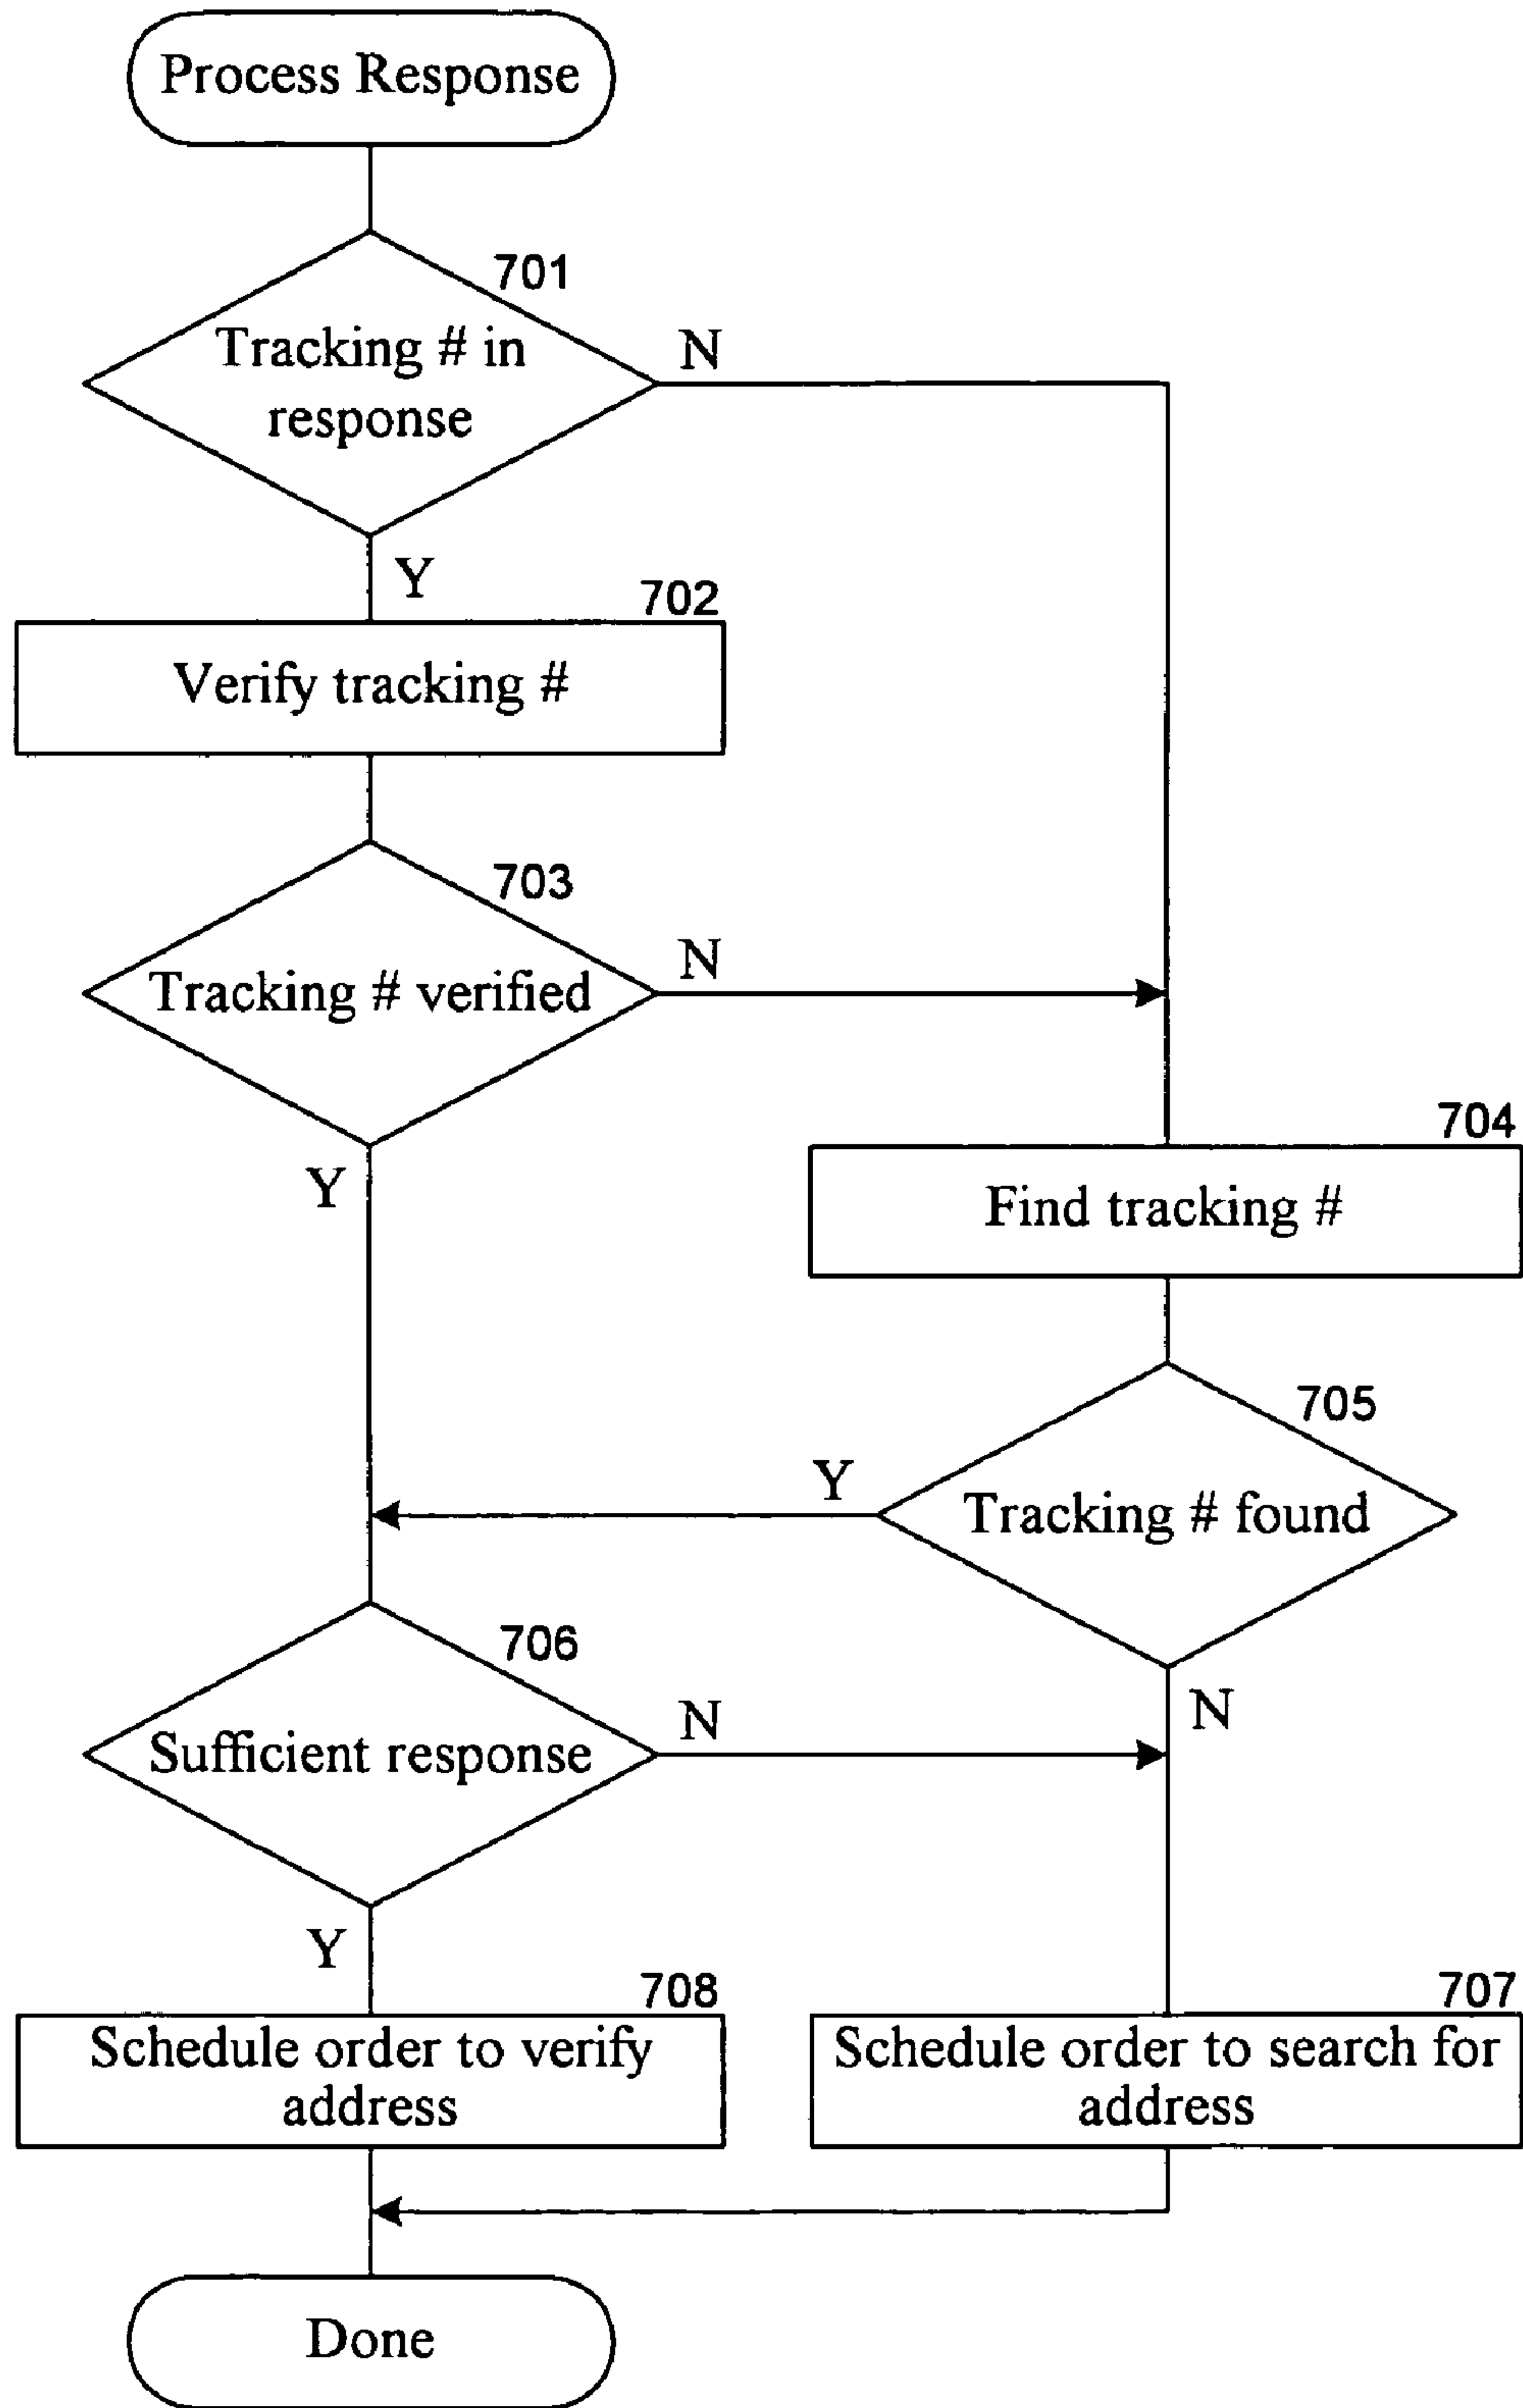 Process Response
701
Tracking # in
response
N
Y
702
Verify tracking #
703
Tracking # verified
N
Y
704
Find tracking #
705
Tracking # found
Y
N
706
Sufficient response
N
Y
708
Schedule order to verify
address
707
Schedule order to search for
address
Done